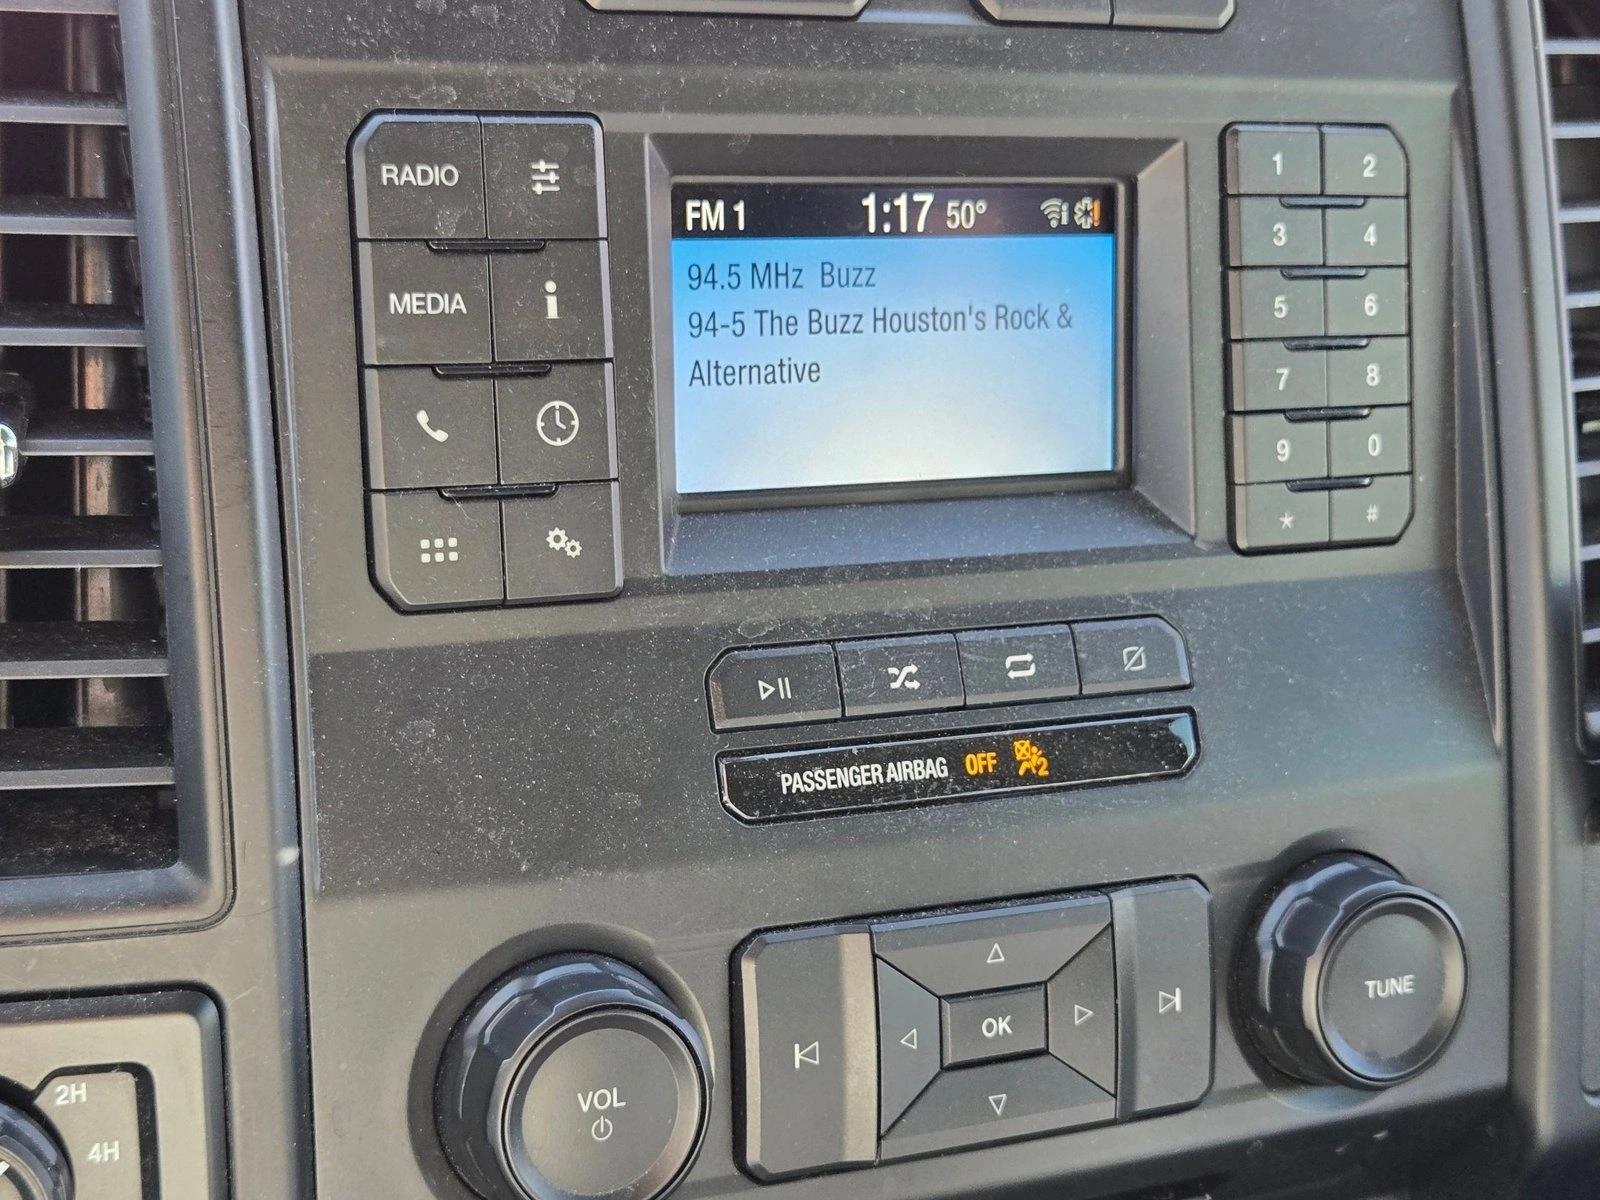 RADIO
MEDIA
i
FM 1 1:17 50°
94.5 MHz Buzz
94-5 The Buzz Houston's Rock &
Alternative
1 2
3 4
5 6
7 8
9 0
* #
PASSENGER AIRBAG OFF 2
VOL
OK
TUNE
2H
4H